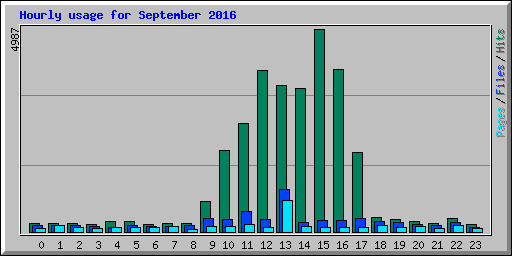 Hourly usage for September 2016
4987
Pages / Files / Hits
0 1 2 3 4 5 6 7 8 9 10 11 12 13 14 15 16 17 18 19 20 21 22 23